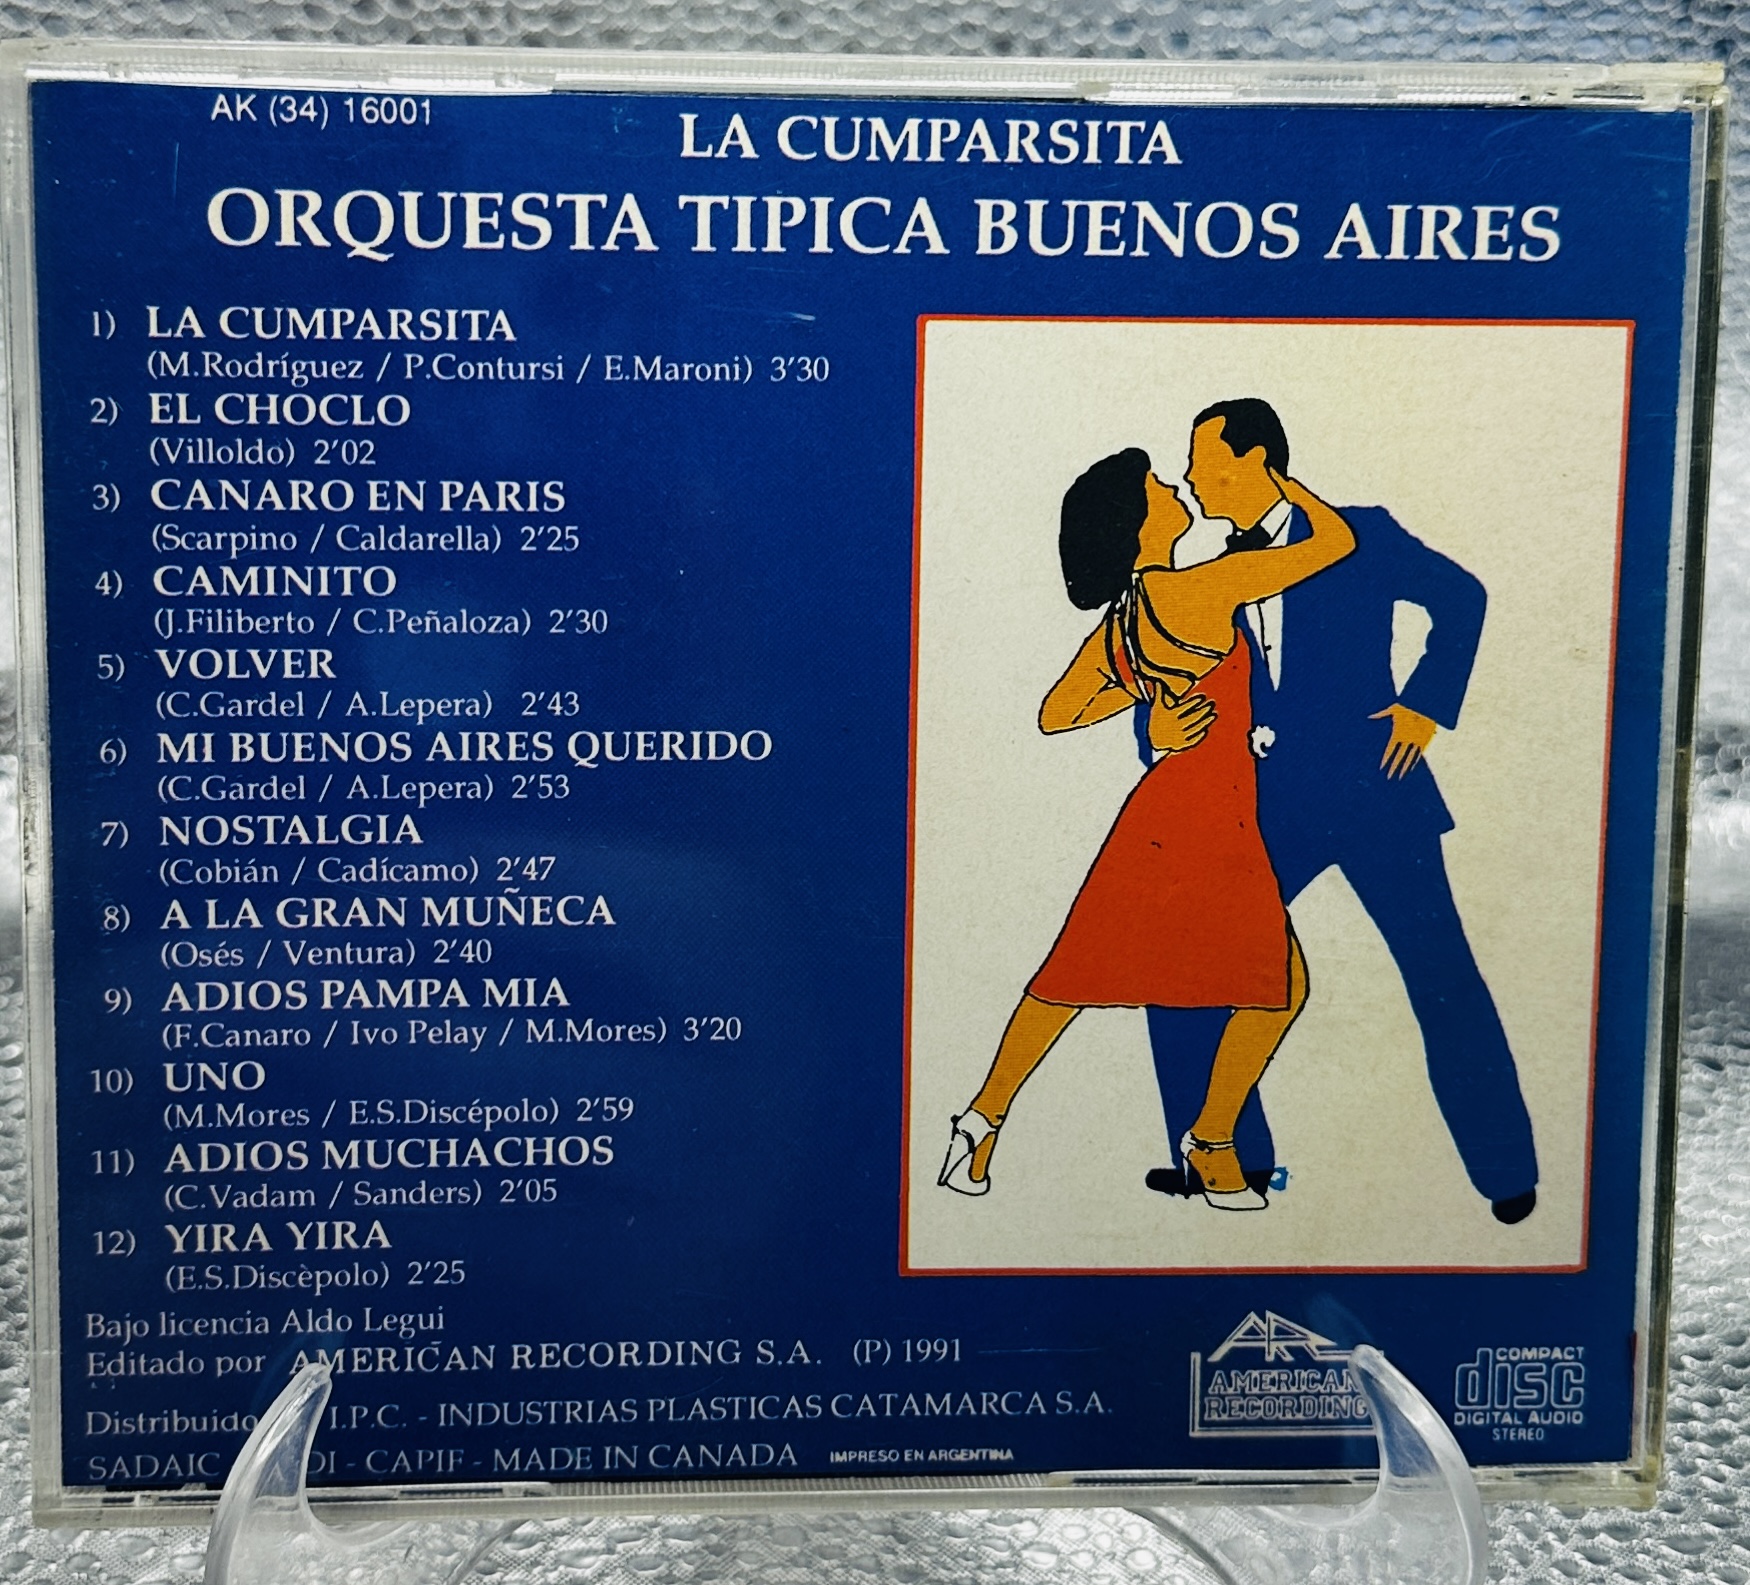 AK (34) 16001
LA CUMPARSITA
ORQUESTA TIPICA BUENOS AIRES
1) LA CUMPARSITA
(M.Rodríguez / P.Contursi / E.Maroni) 3'30
2) EL CHOCLO
(Villoldo) 2'02
3) CANARO EN PARIS
(Scarpino / Caldarella) 2'25
4) CAMINITO
(J.Filiberto / C.Peñaloza) 2'30
5) VOLVER
(C.Gardel / A.Lepera) 2'43
6) MI BUENOS AIRES QUERIDO
(C.Gardel / A.Lepera) 2'53
7) NOSTALGIA
(Cobián / Cadícamo) 2'47
8) A LA GRAN MUÑECA
(Osés / Ventura) 2'40
9) ADIOS PAMPA MIA
(F.Canaro / Ivo Pelay / M.Mores) 3'20
10) UNO
(M.Mores / E.S.Discépolo) 2'59
11) ADIOS MUCHACHOS
(C.Vadam / Sanders) 2'05
12) YIRA YIRA
(E.S.Discèpolo) 2'25
Bajo licencia Aldo Legui
Editado por AMERICAN RECORDING S.A. (P) 1991
Distribuido I.P.C. - INDUSTRIAS PLASTICAS CATAMARCA S.A.
SADAIC - CAPIF - MADE IN CANADA IMPRESO EN ARGENTINA
AR
AMERICAN
RECORDING
COMPACT
disc
DIGITAL AUDIO
STEREO